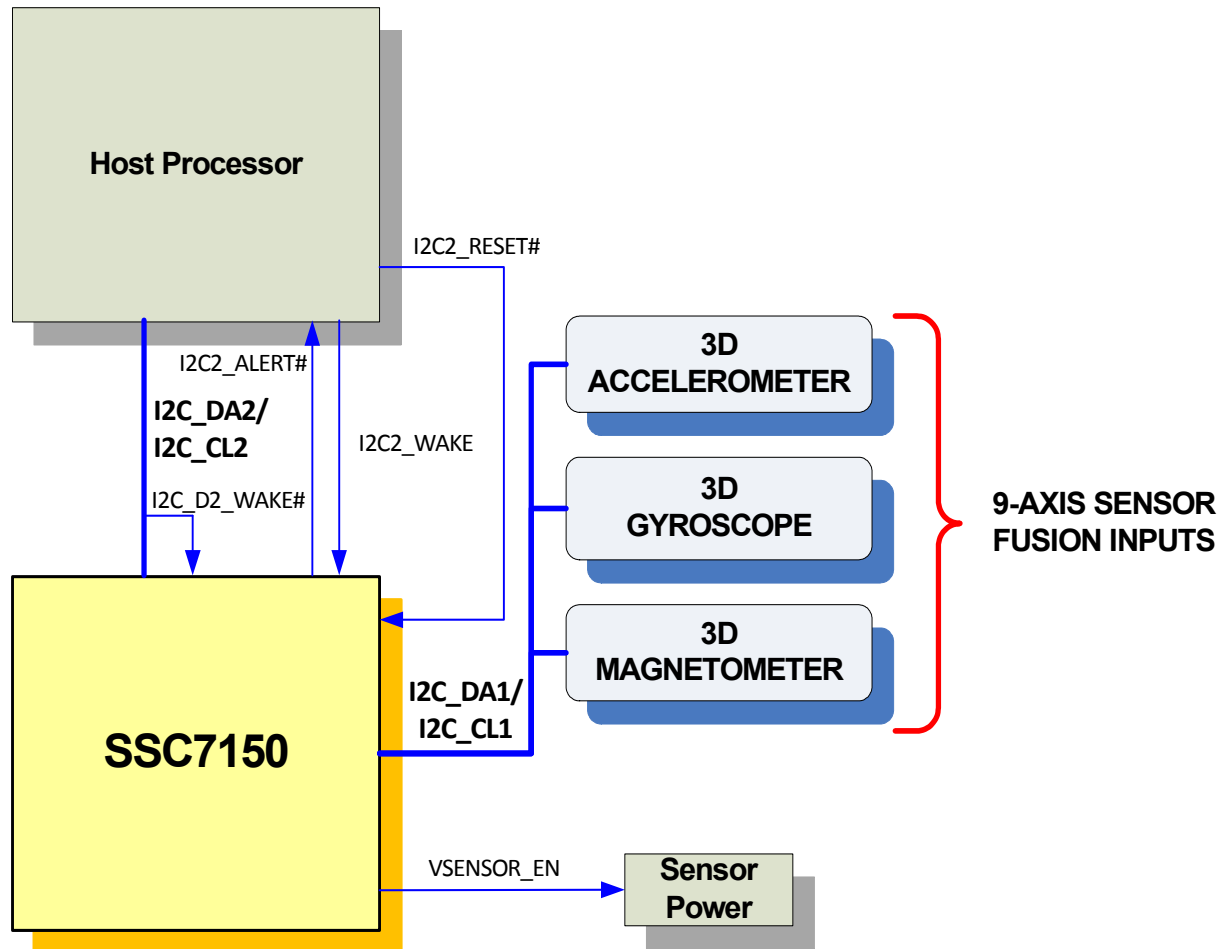 Host Processor
I2C2_RESET#
I2C2_ALERT#
I2C_DA2/
I2C_CL2
I2C2_WAKE
I2C_D2_WAKE#
3D
ACCELEROMETER
3D
GYROSCOPE
3D
MAGNETOMETER
9-AXIS SENSOR
FUSION INPUTS
I2C_DA1/
I2C_CL1
SSC7150
VSENSOR_EN
Sensor
Power